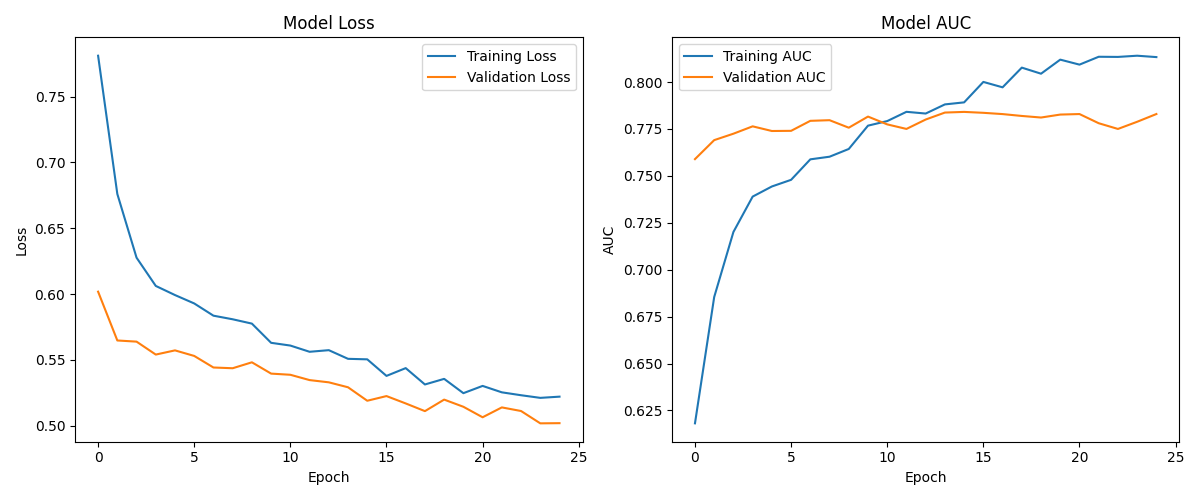 Model Loss
Training Loss
Validation Loss
0.75
0.70
0.65
0.60
0.55
0.50
Loss
0 5 10 15 20 25
Epoch
Model AUC
Training AUC
Validation AUC
0.800
0.775
0.750
0.725
0.700
0.675
0.650
0.625
AUC
0 5 10 15 20 25
Epoch